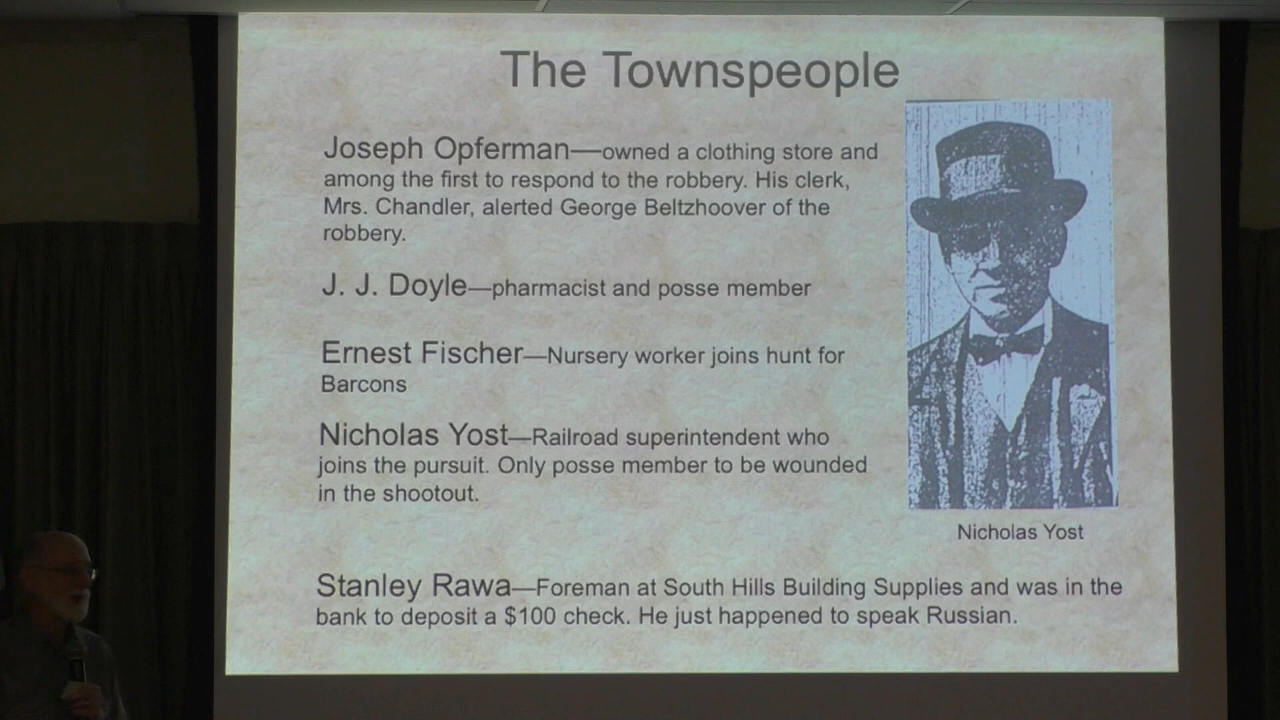 The Townspeople
Joseph Opferman—owned a clothing store and
among the first to respond to the robbery. His clerk,
Mrs. Chandler, alerted George Beltzhoover of the
robbery.
J. J. Doyle—pharmacist and posse member
Ernest Fischer—Nursery worker joins hunt for
Barcons
Nicholas Yost—Railroad superintendent who
joins the pursuit. Only posse member to be wounded
in the shootout.
Nicholas Yost
Stanley Rawa—Foreman at South Hills Building Supplies and was in the
bank to deposit a $100 check. He just happened to speak Russian.